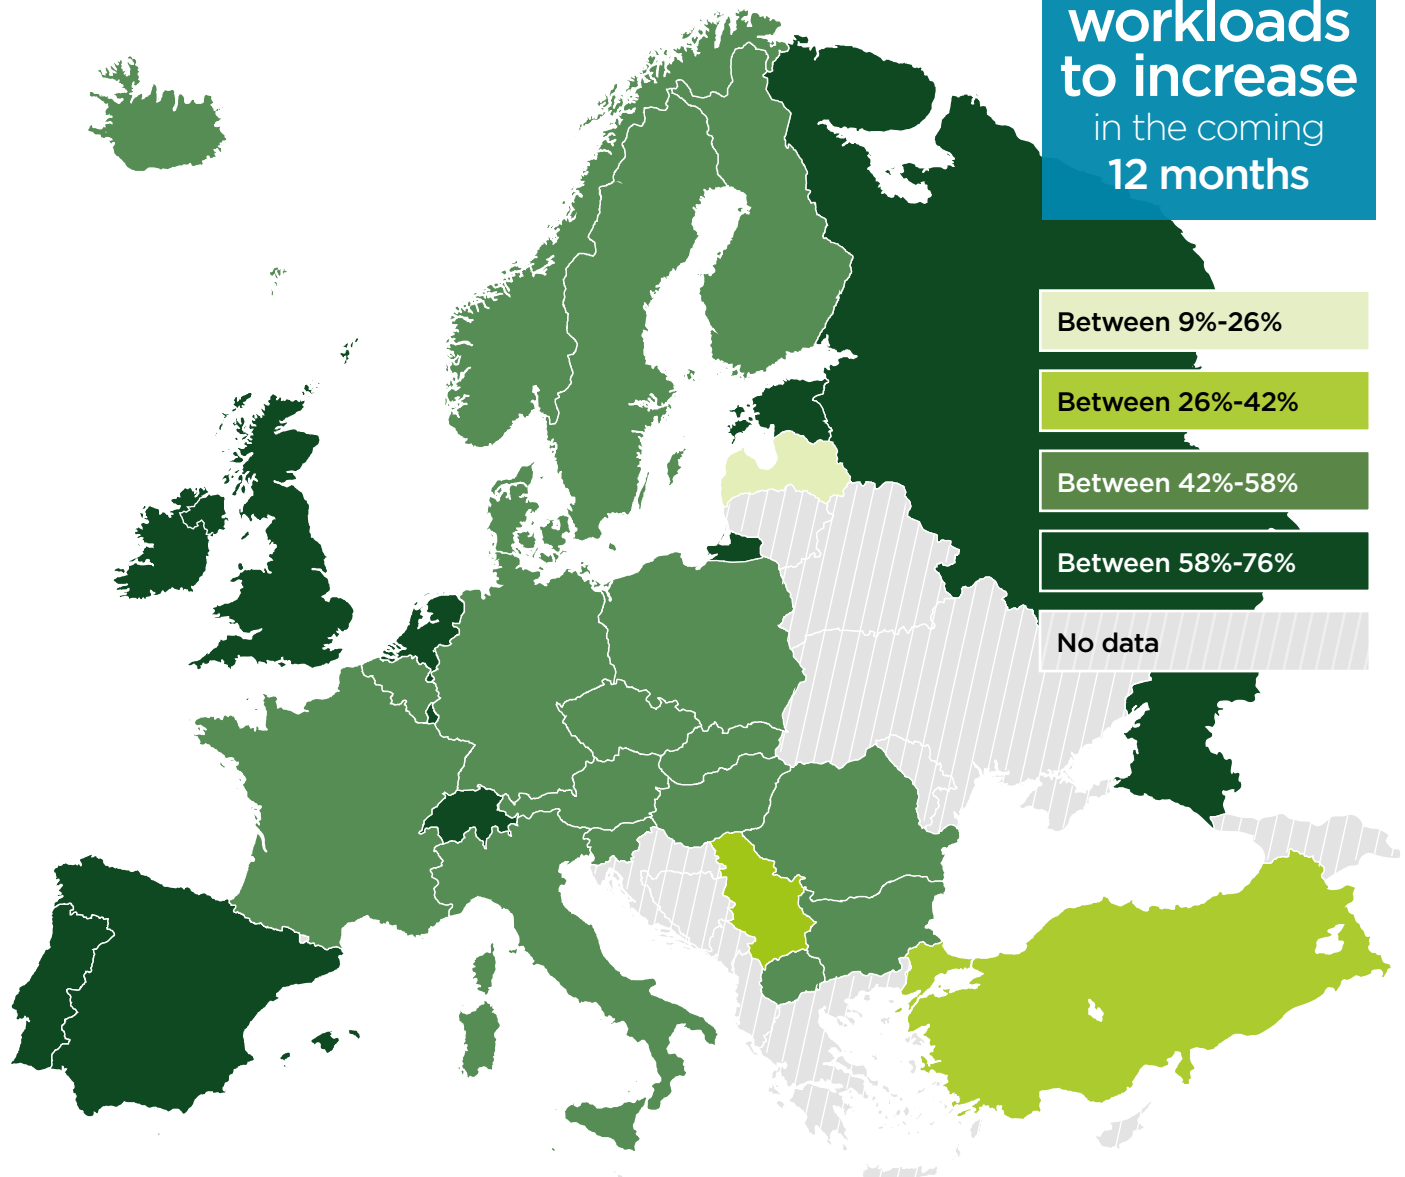 workloads
to increase
in the coming
12 months
Between 9%-26%
Between 26%-42%
Between 42%-58%
Between 58%-76%
No data